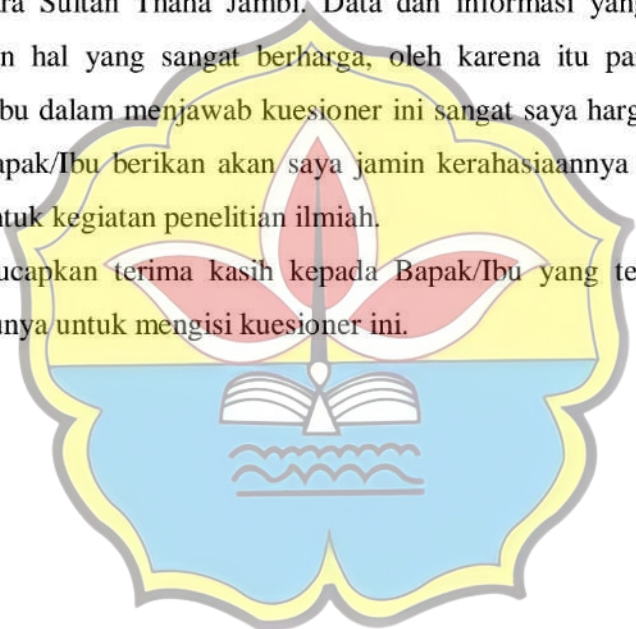 ra Sultan Thaha Jambi. Data dan informasi yang
n hal yang sangat berharga, oleh karena itu pa
bu dalam menjawab kuesioner ini sangat saya harg
apak/Ibu berikan akan saya jamin kerahasiaannya
ntuk kegiatan penelitian ilmiah.
ucapkan terima kasih kepada Bapak/Ibu yang te
unya untuk mengisi kuesioner ini.